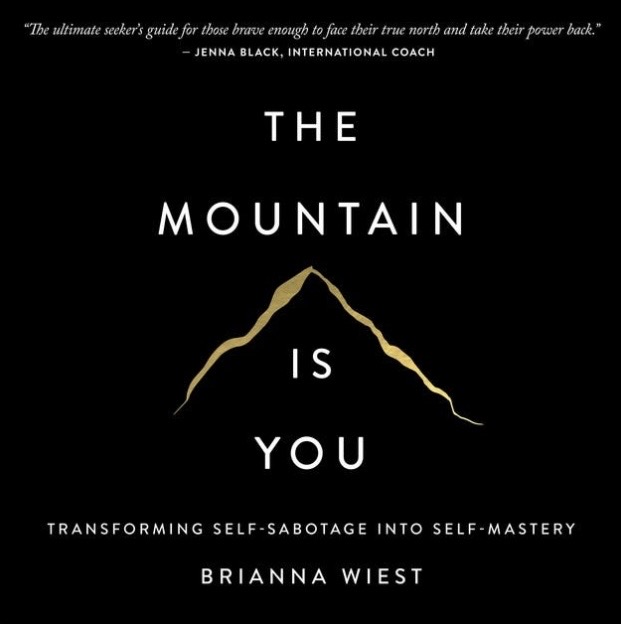 “The ultimate seeker’s guide for those brave enough to face their true north and take their power back.”
– JENNA BLACK, INTERNATIONAL COACH
THE
MOUNTAIN
IS
YOU
TRANSFORMING SELF-SABOTAGE INTO SELF-MASTERY
BRIANNA WIEST